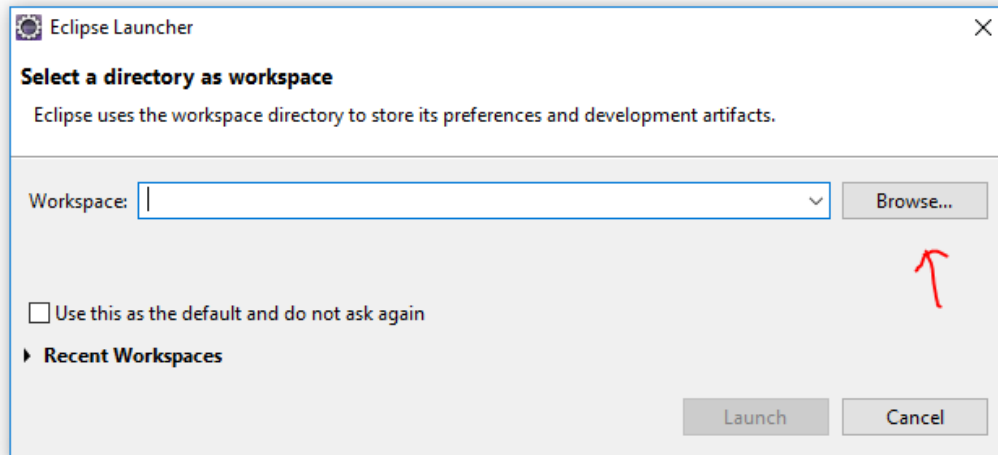 Eclipse Launcher
Select a directory as workspace
Eclipse uses the workspace directory to store its preferences and development artifacts.
Workspace:
Browse...
Use this as the default and do not ask again
Recent Workspaces
Launch
Cancel